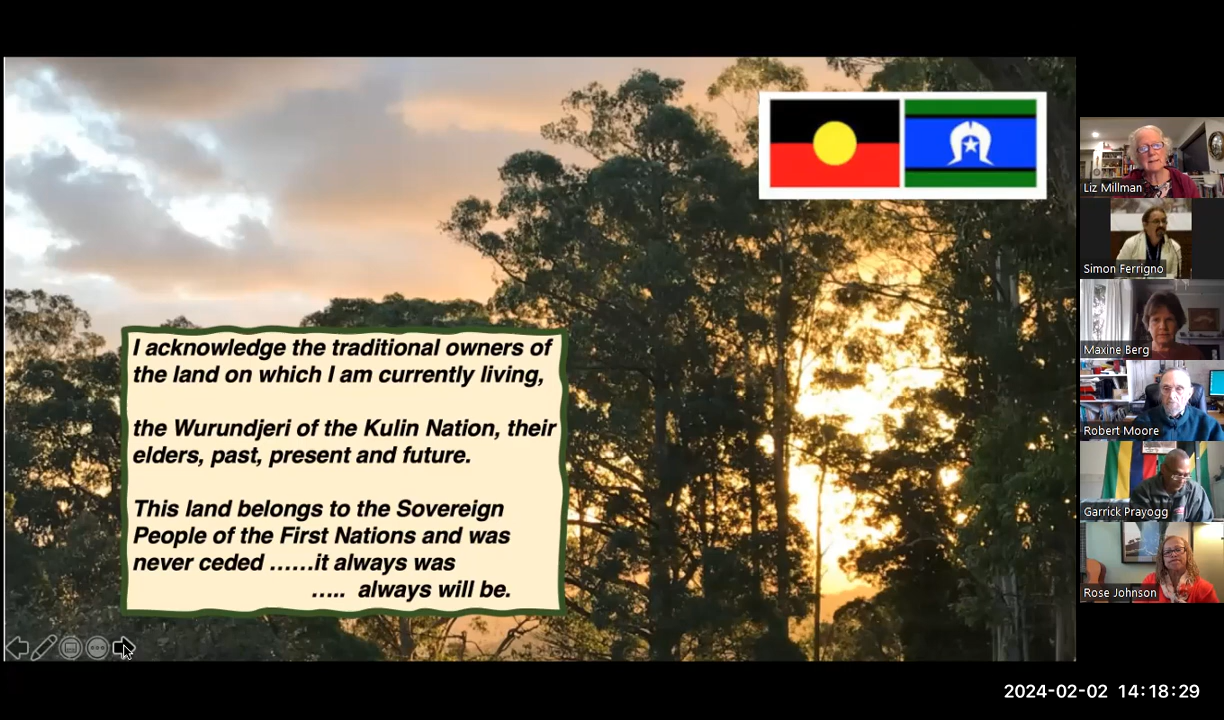 I acknowledge the traditional owners of
the land on which I am currently living,
the Wurundjeri of the Kulin Nation, their
elders, past, present and future.
This land belongs to the Sovereign
People of the First Nations and was
never ceded ......it always was
..... always will be.
Liz Millman
Simon Ferrigno
Maxine Berg
Robert Moore
Garrick Prayogg
Rose Johnson
2024-02-02 14:18:29